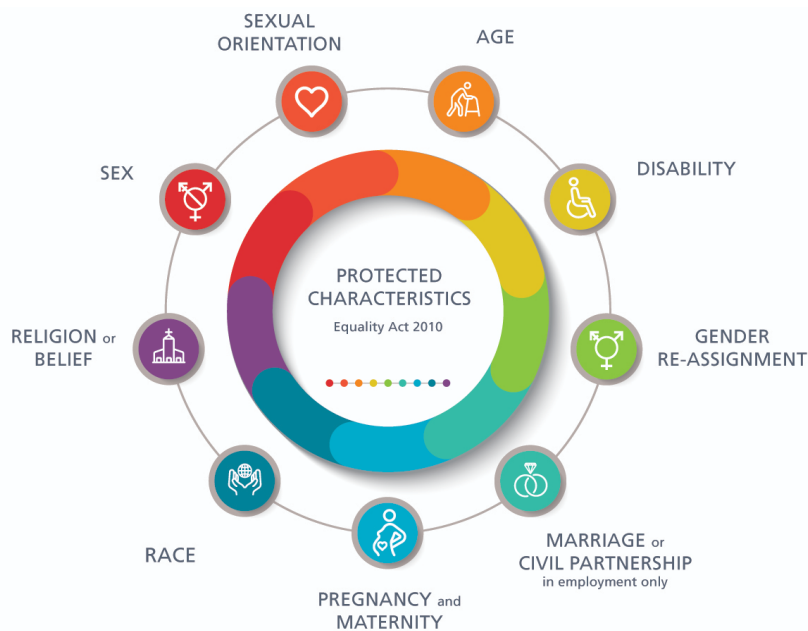 SEXUAL
ORIENTATION
AGE
DISABILITY
GENDER
RE-ASSIGNMENT
MARRIAGE or
CIVIL PARTNERSHIP
in employment only
PREGNANCY and
MATERNITY
RACE
RELIGION or
BELIEF
SEX
PROTECTED
CHARACTERISTICS
Equality Act 2010